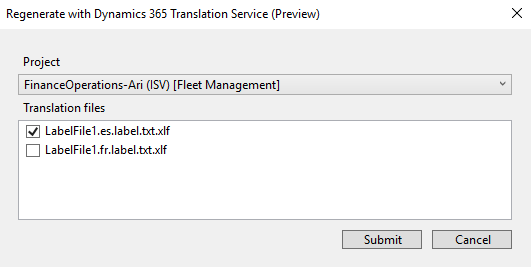 Regenerate with Dynamics 365 Translation Service (Preview)
Project
FinanceOperations-Ari (ISV) [Fleet Management]
Translation files
LabelFile1.es.label.txt.xlf
LabelFile1.fr.label.txt.xlf
Submit Cancel